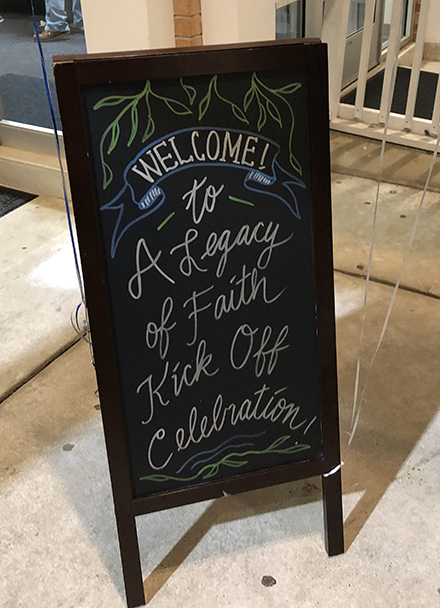 WELCOME!
to
A Legacy
of Faith
Kick Off
Celebration!